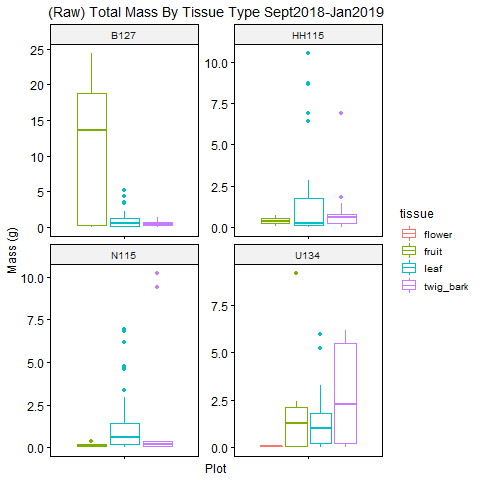 (Raw) Total Mass By Tissue Type Sept2018-Jan2019
B127
HH115
25
20
15
10
5
0
10.0
7.5
5.0
2.5
0.0
Mass (g)
N115
U134
10.0
7.5
5.0
2.5
0.0
7.5
5.0
2.5
0.0
Plot
tissue
flower
fruit
leaf
twig_bark